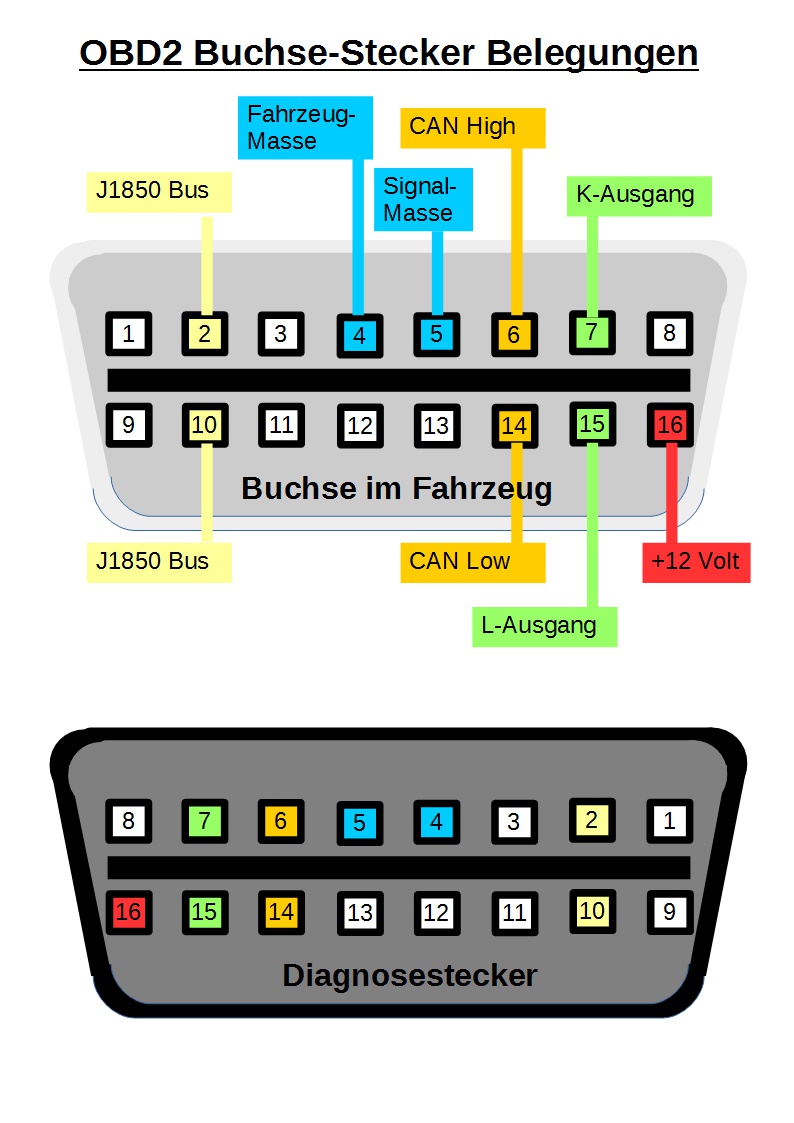 OBD2 Buchse-Stecker Belegungen
Fahrzeug-
Masse
CAN High
J1850 Bus
Signal-
Masse
K-Ausgang
1 2 3 4 5 6 7 8
9 10 11 12 13 14 15 16
Buchse im Fahrzeug
J1850 Bus
CAN Low
+12 Volt
L-Ausgang
8 7 6 5 4 3 2 1
16 15 14 13 12 11 10 9
Diagnosestecker